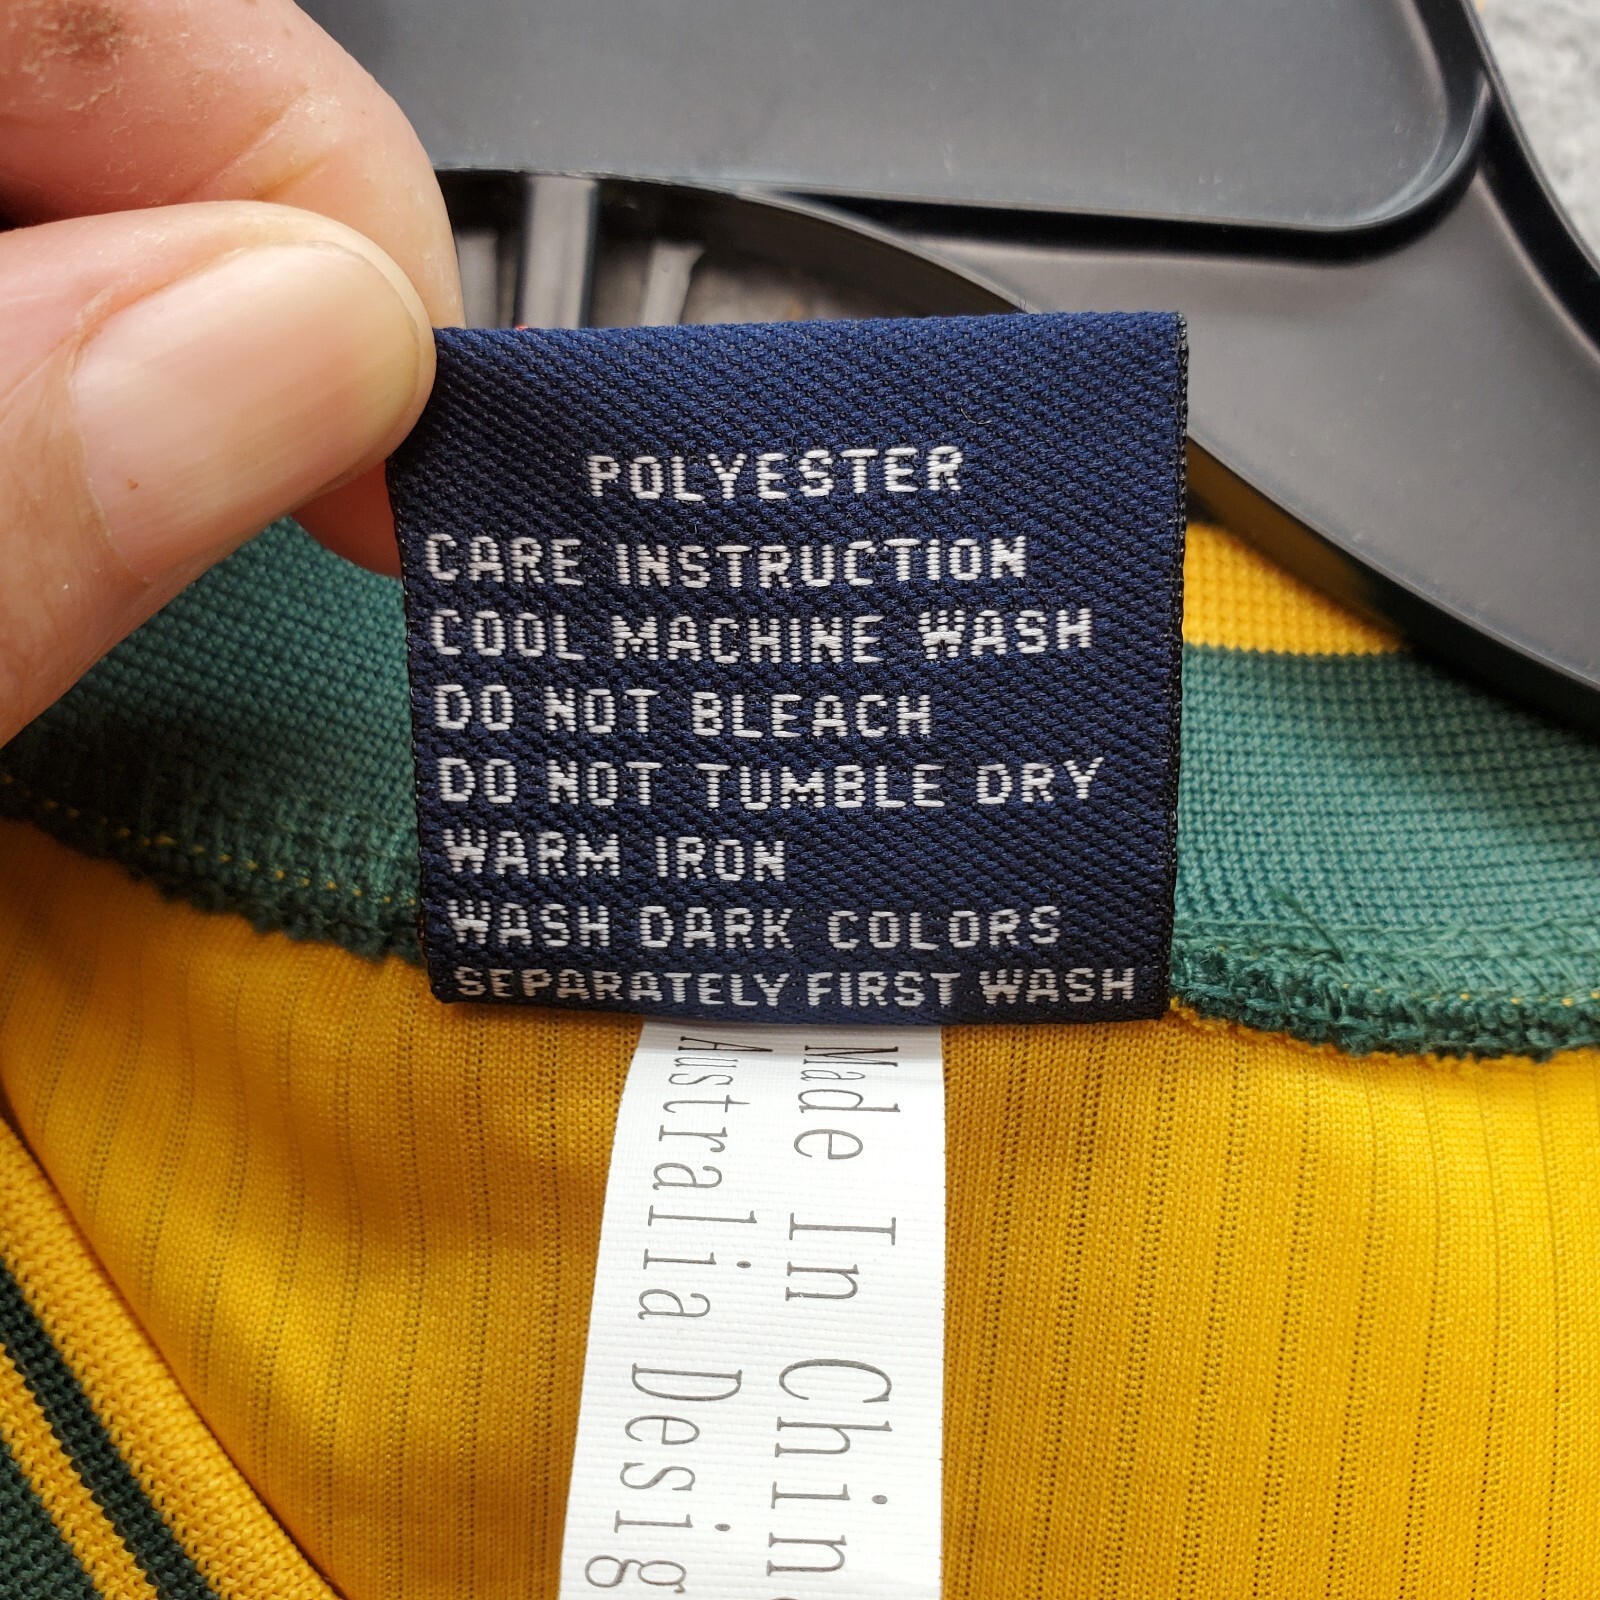 POLYESTER
CARE INSTRUCTION
COOL MACHINE WASH
DO NOT BLEACH
DO NOT TUMBLE DRY
WARM IRON
WASH DARK COLORS
SEPARATELY FIRST WASH
Made In Chin
Australia Desig